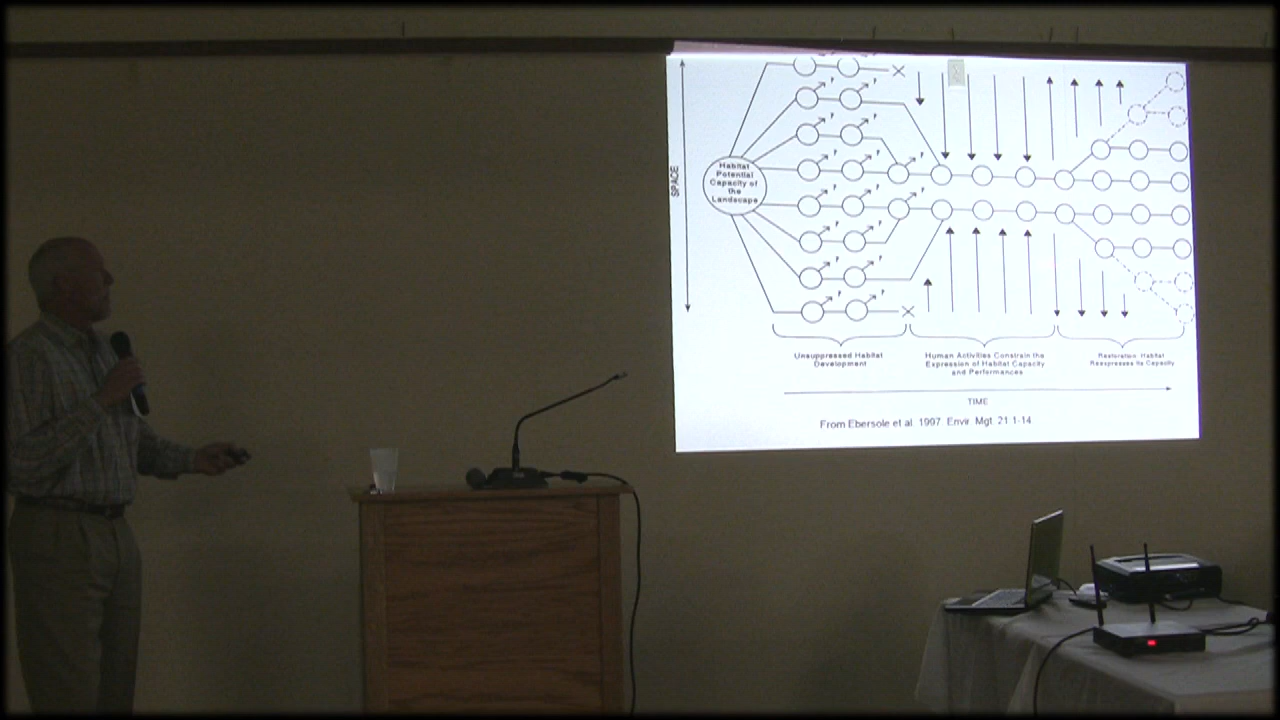 SPACE
Habitat
Potential
Capacity of
the
Landscape
Unsuppressed Habitat
Development
Human Activities Constrain the
Expression of Habitat Capacity
and Performances
Restoration: Habitat
Reexpresses Its Capacity
TIME
From Ebersole et al. 1997. Envir. Mgt. 21:1-14